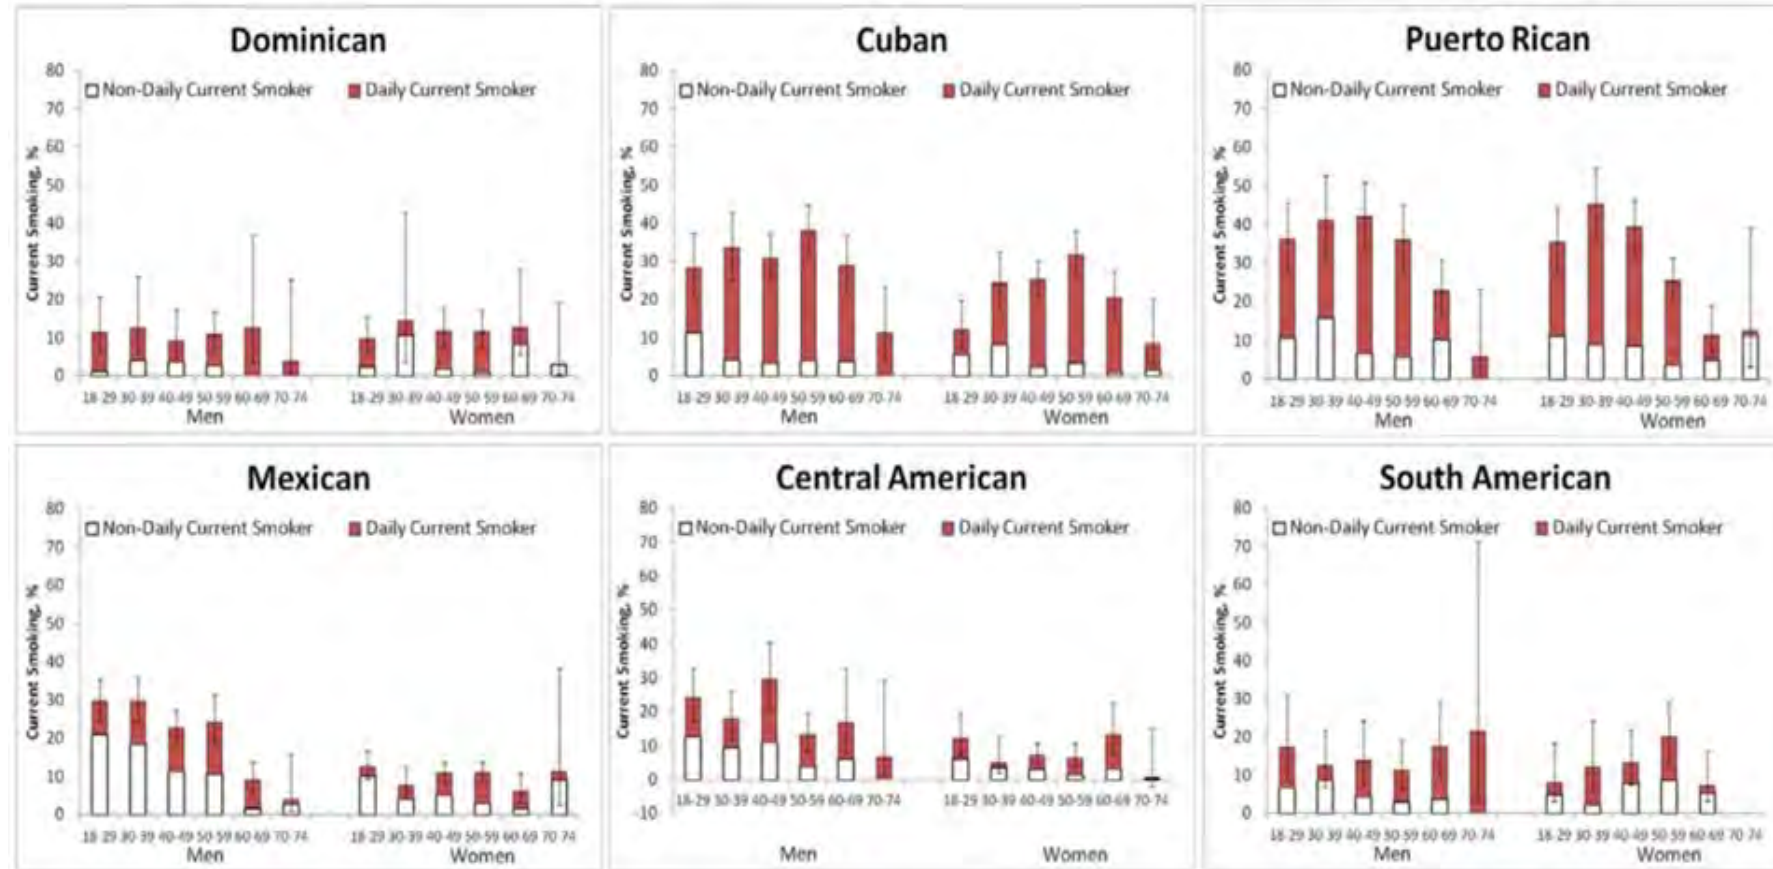 Dominican
80
70
60
50
40
30
20
10
0
Current Smoking, %
Non-Daily Current Smoker Daily Current Smoker
18-29 30-39 40-49 50-59 60-69 70-74 18-29 30-39 40-49 50-59 60-69 70-74
Men Women
Cuban
80
70
60
50
40
30
20
10
0
Current Smoking, %
Non-Daily Current Smoker Daily Current Smoker
18-29 30-39 40-49 50-59 60-69 70-74 18-29 30-39 40-49 50-59 60-69 70-74
Men Women
Puerto Rican
80
70
60
50
40
30
20
10
0
Current Smoking, %
Non-Daily Current Smoker Daily Current Smoker
18-29 30-39 40-49 50-59 60-69 70-74 18-29 30-39 40-49 50-59 60-69 70-74
Men Women
Mexican
80
70
60
50
40
30
20
10
0
Current Smoking, %
Non-Daily Current Smoker Daily Current Smoker
18-29 30-39 40-49 50-59 60-69 70-74 18-29 30-39 40-49 50-59 60-69 70-74
Men Women
Central American
80
70
60
50
40
30
20
10
0
-10
Current Smoking, %
Non-Daily Current Smoker Daily Current Smoker
18-29 30-39 40-49 50-59 60-69 70-74 18-29 30-39 40-49 50-59 60-69 70-74
Men Women
South American
80
70
60
50
40
30
20
10
0
Current Smoking, %
Non-Daily Current Smoker Daily Current Smoker
18-29 30-39 40-49 50-59 60-69 70-74 18-29 30-39 40-49 50-59 60-69 70-74
Men Women